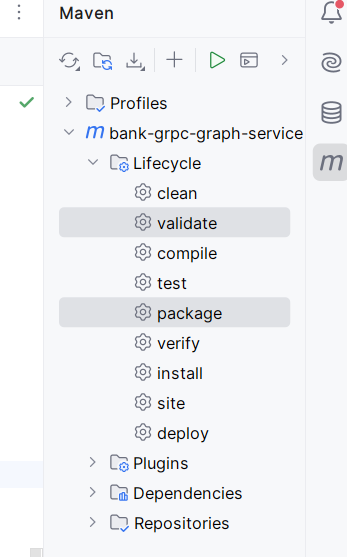 Maven
Profiles
m bank-grpc-graph-service
Lifecycle
clean
validate
compile
test
package
verify
install
site
deploy
Plugins
Dependencies
Repositories
m